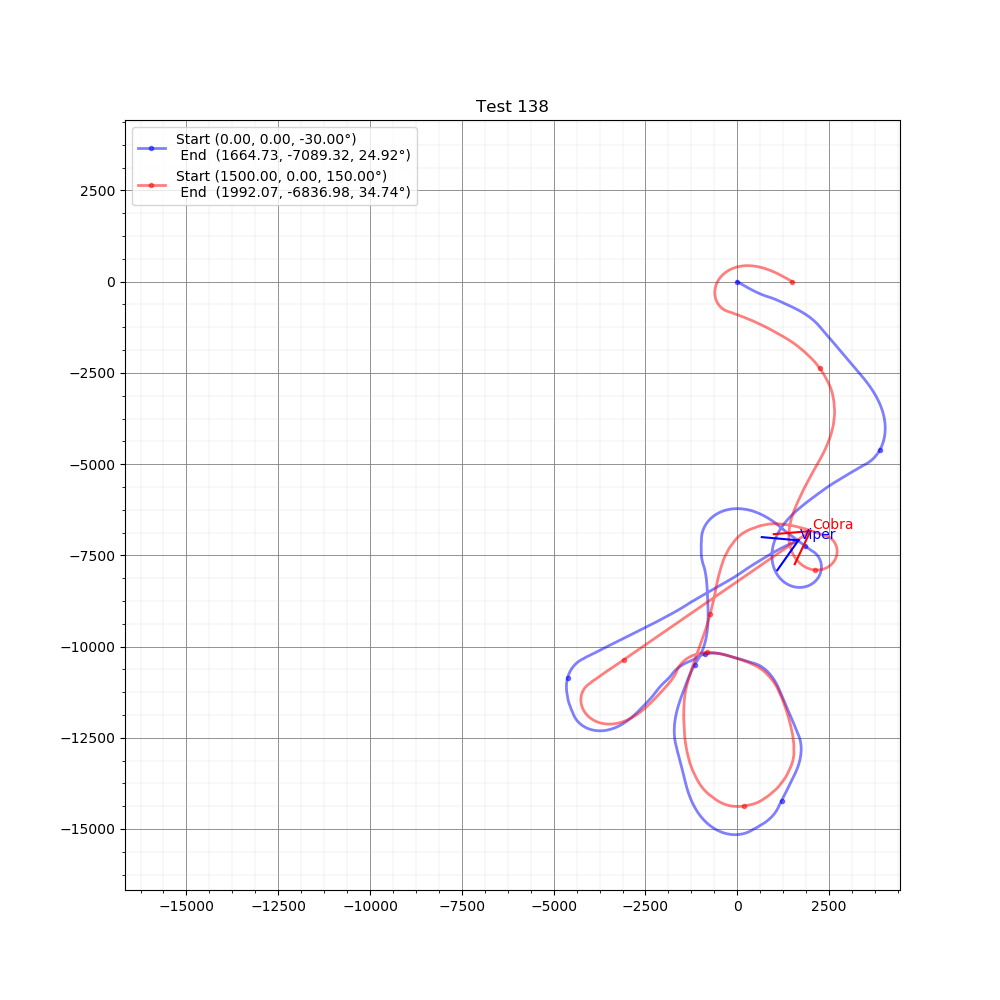 Test 138
Start (0.00, 0.00, -30.00°)
End  (1664.73, -7089.32, 24.92°)
Start (1500.00, 0.00, 150.00°)
End  (1992.07, -6836.98, 34.74°)
2500
0
−2500
−5000
Cobra
Viper
−7500
−10000
−12500
−15000
−15000 −12500 −10000 −7500 −5000 −2500 0 2500